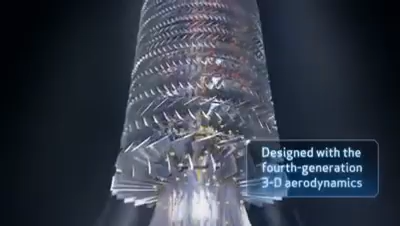 Designed with the
fourth-generation
3-D aerodynamics